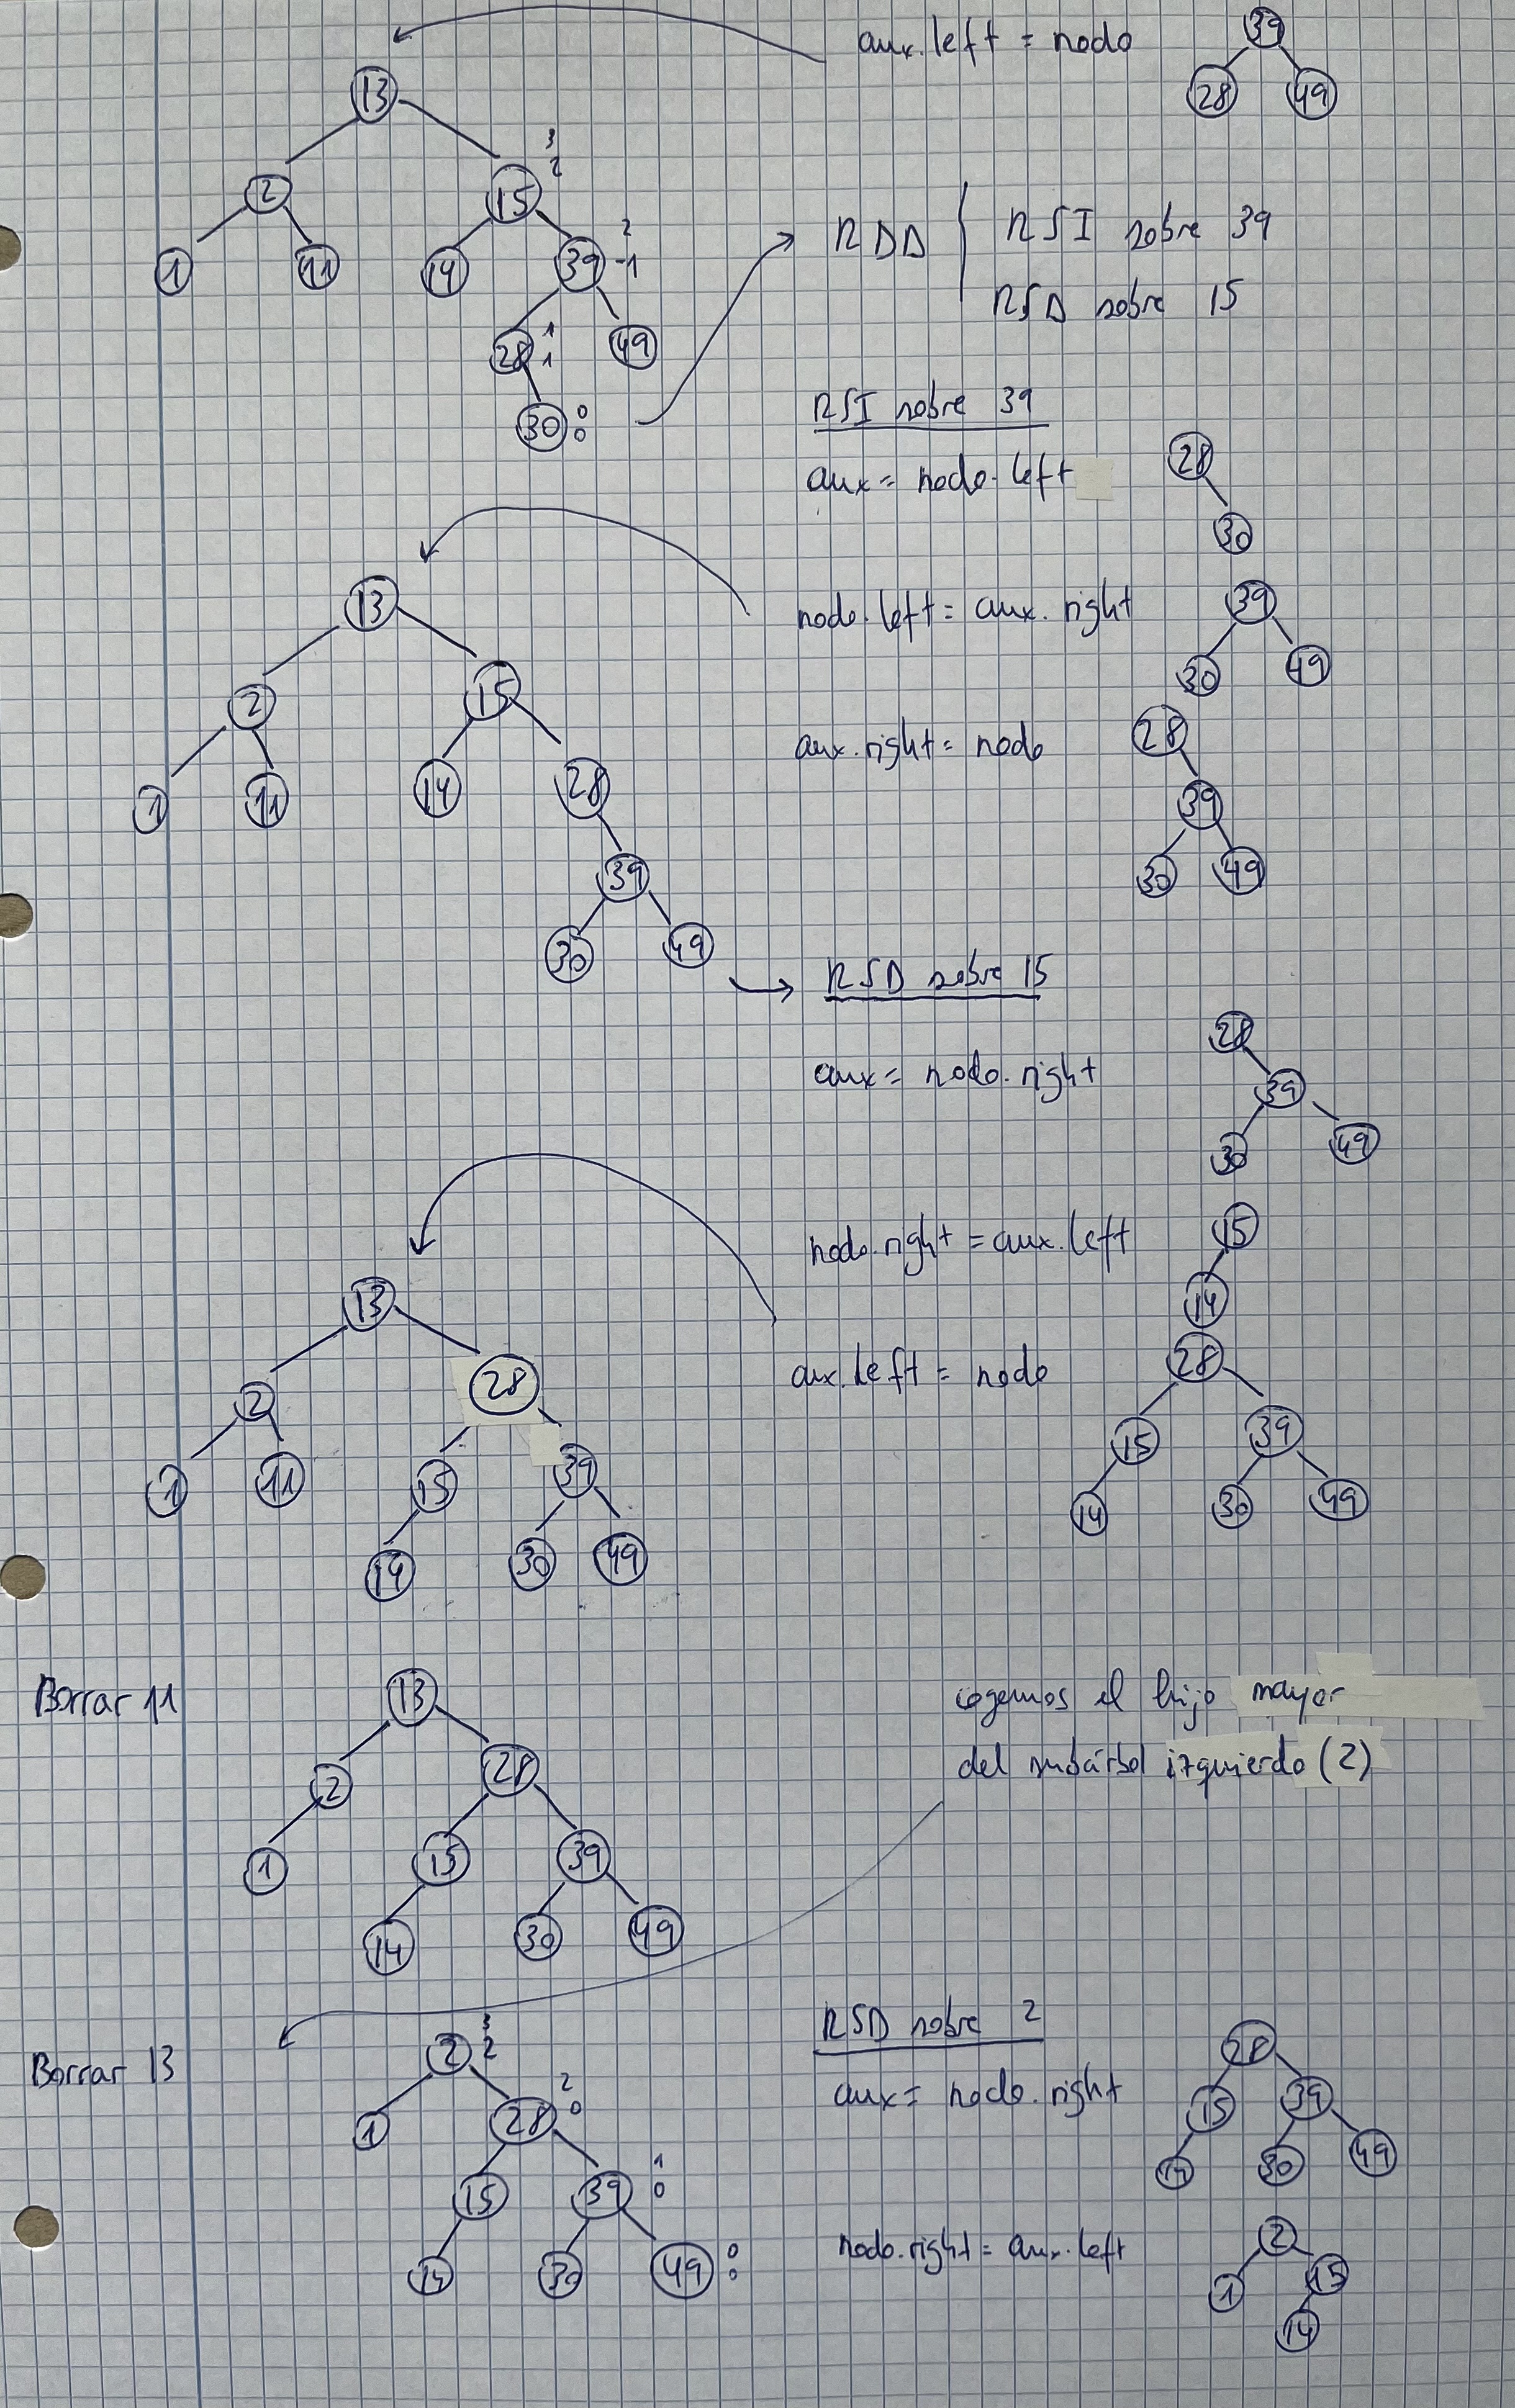 aux.left = nodo
39
28 49
13
3
2
2 15
2
1 11 14 39 -1
28 1 1 49
30 0 0
RDD { RSI sobre 39
RSD sobre 15
RSI sobre 39
aux = nodo.left
28
30
node.left = aux.right
39
30 49
aux.right = nodo
28
39
30 49
13
2 15
1 11 14 28
39
30 49
RSD sobre 15
aux = nodo.right
28
39
30 49
nodo.right = aux.left
15
14
aux.left = nodo
28
15 39
14 30 49
13
2 28
1 11 15 39
14 30 49
Borrar 11
13
2 28
1 15 39
14 30 49
cogemos el hijo mayor
del subárbol izquierdo (2)
Borrar 13
3
2 2
2
1 28 0
1
15 39 0
14 30 49 0 0
RSD sobre 2
aux = nodo.right
28
15 39
14 30 49
nodo.right = aux.left
2
1 15
14